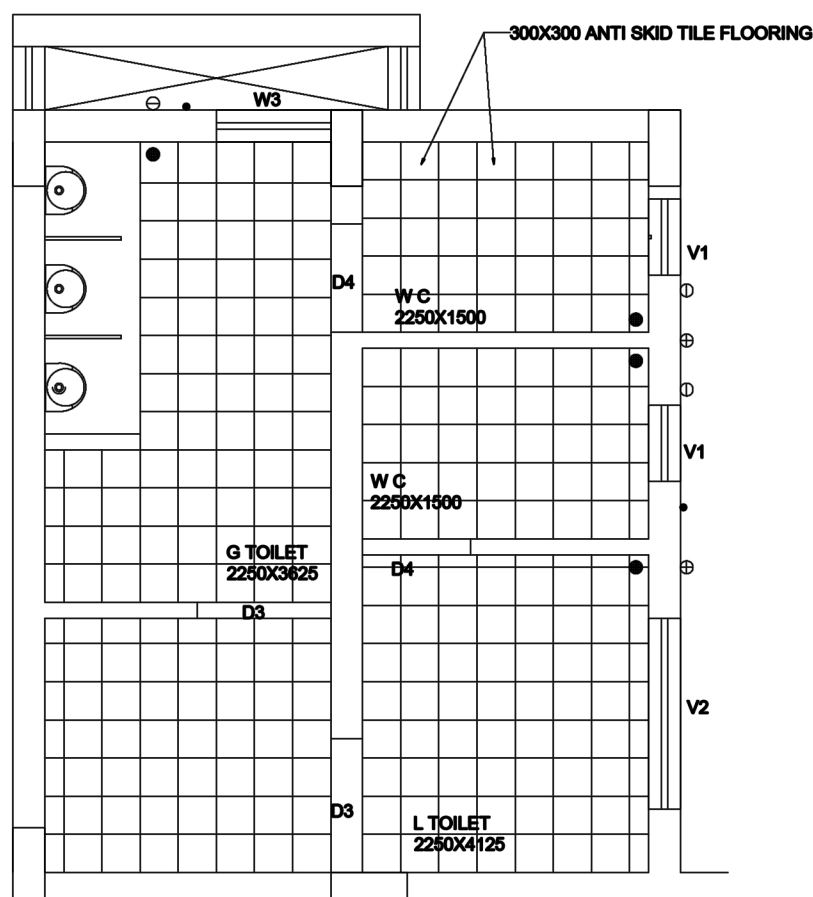 300X300 ANTI SKID TILE FLOORING
W3
V1
D4
W C
2250X1500
V1
W C
2250X1500
G TOILET
2250X3625
D4
D3
V2
D3
L TOILET
2250X4125